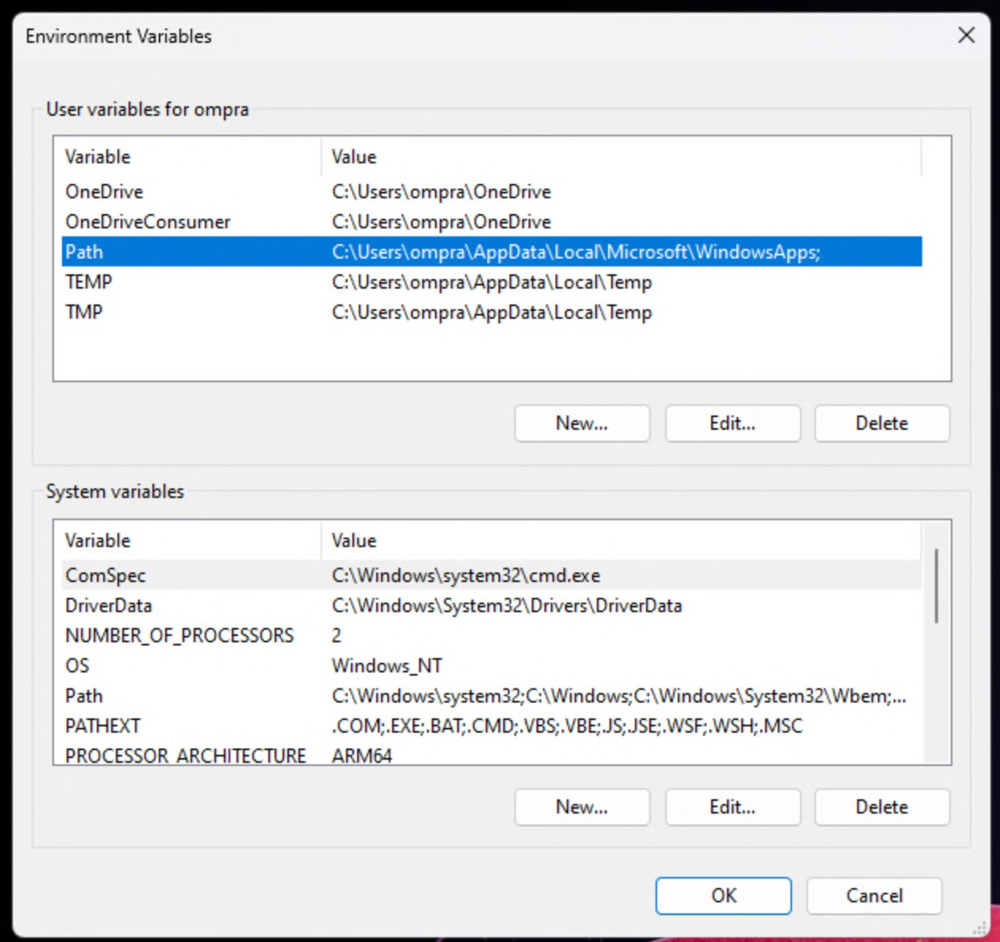 Environment Variables
User variables for ompra
Variable Value
OneDrive C:\Users\ompra\OneDrive
OneDriveConsumer C:\Users\ompra\OneDrive
Path C:\Users\ompra\AppData\Local\Microsoft\WindowsApps;
TEMP C:\Users\ompra\AppData\Local\Temp
TMP C:\Users\ompra\AppData\Local\Temp
New... Edit... Delete
System variables
Variable Value
ComSpec C:\Windows\system32\cmd.exe
DriverData C:\Windows\System32\Drivers\DriverData
NUMBER_OF_PROCESSORS 2
OS Windows_NT
Path C:\Windows\system32;C:\Windows;C:\Windows\System32\Wbem;...
PATHEXT .COM;.EXE;.BAT;.CMD;.VBS;.VBE;.JS;.JSE;.WSF;.WSH;.MSC
PROCESSOR_ARCHITECTURE ARM64
New... Edit... Delete
OK Cancel